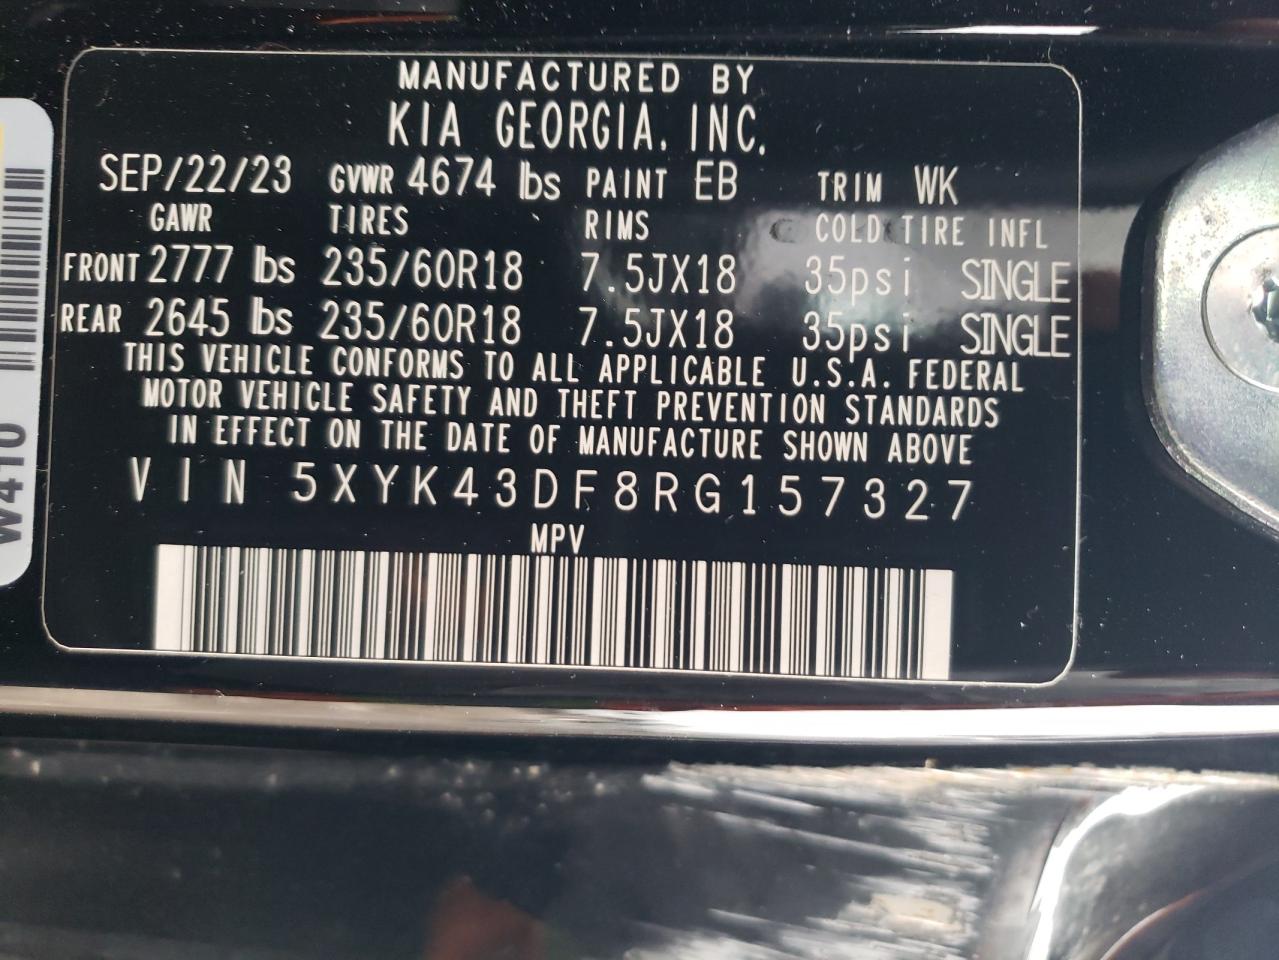 MANUFACTURED BY
KIA GEORGIA, INC.
SEP/22/23 GVWR 4674 lbs PAINT EB TRIM WK
GAWR TIRES RIMS COLD TIRE INFL
FRONT 2777 lbs 235/60R18 7.5JX18 35psi SINGLE
REAR 2645 lbs 235/60R18 7.5JX18 35psi SINGLE
THIS VEHICLE CONFORMS TO ALL APPLICABLE U.S.A. FEDERAL
MOTOR VEHICLE SAFETY AND THEFT PREVENTION STANDARDS
IN EFFECT ON THE DATE OF MANUFACTURE SHOWN ABOVE
VIN 5XYK43DF8RG157327
MPV
W410